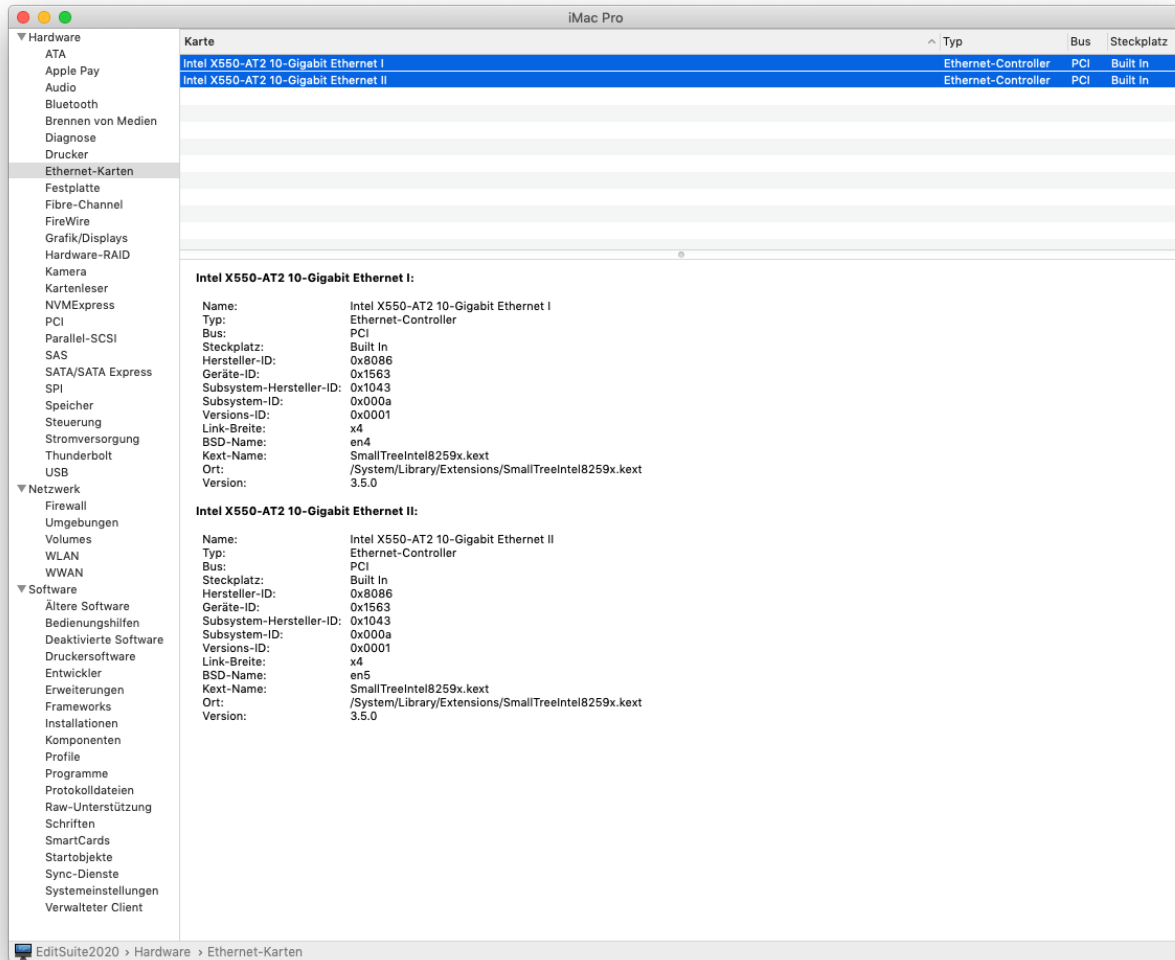 iMac Pro
Hardware
ATA
Apple Pay
Audio
Bluetooth
Brennen von Medien
Diagnose
Drucker
Ethernet-Karten
Festplatte
Fibre-Channel
FireWire
Grafik/Displays
Hardware-RAID
Kamera
Kartenleser
NVMExpress
PCI
Parallel-SCSI
SAS
SATA/SATA Express
SPI
Speicher
Steuerung
Stromversorgung
Thunderbolt
USB
Netzwerk
Firewall
Umgebungen
Volumes
WLAN
WWAN
Software
Ältere Software
Bedienungshilfen
Deaktivierte Software
Druckersoftware
Entwickler
Erweiterungen
Frameworks
Installationen
Komponenten
Profile
Programme
Protokolldateien
Raw-Unterstützung
Schriften
SmartCards
Startobjekte
Sync-Dienste
Systemeinstellungen
Verwalteter Client
Karte Typ Bus Steckplatz
Intel X550-AT2 10-Gigabit Ethernet I Ethernet-Controller PCI Built In
Intel X550-AT2 10-Gigabit Ethernet II Ethernet-Controller PCI Built In
Intel X550-AT2 10-Gigabit Ethernet I:
Name: Intel X550-AT2 10-Gigabit Ethernet I
Typ: Ethernet-Controller
Bus: PCI
Steckplatz: Built In
Hersteller-ID: 0x8086
Geräte-ID: 0x1563
Subsystem-Hersteller-ID: 0x1043
Subsystem-ID: 0x000a
Versions-ID: 0x0001
Link-Breite: x4
BSD-Name: en4
Kext-Name: SmallTreeIntel8259x.kext
Ort: /System/Library/Extensions/SmallTreeIntel8259x.kext
Version: 3.5.0
Intel X550-AT2 10-Gigabit Ethernet II:
Name: Intel X550-AT2 10-Gigabit Ethernet II
Typ: Ethernet-Controller
Bus: PCI
Steckplatz: Built In
Hersteller-ID: 0x8086
Geräte-ID: 0x1563
Subsystem-Hersteller-ID: 0x1043
Subsystem-ID: 0x000a
Versions-ID: 0x0001
Link-Breite: x4
BSD-Name: en5
Kext-Name: SmallTreeIntel8259x.kext
Ort: /System/Library/Extensions/SmallTreeIntel8259x.kext
Version: 3.5.0
EditSuite2020 › Hardware › Ethernet-Karten